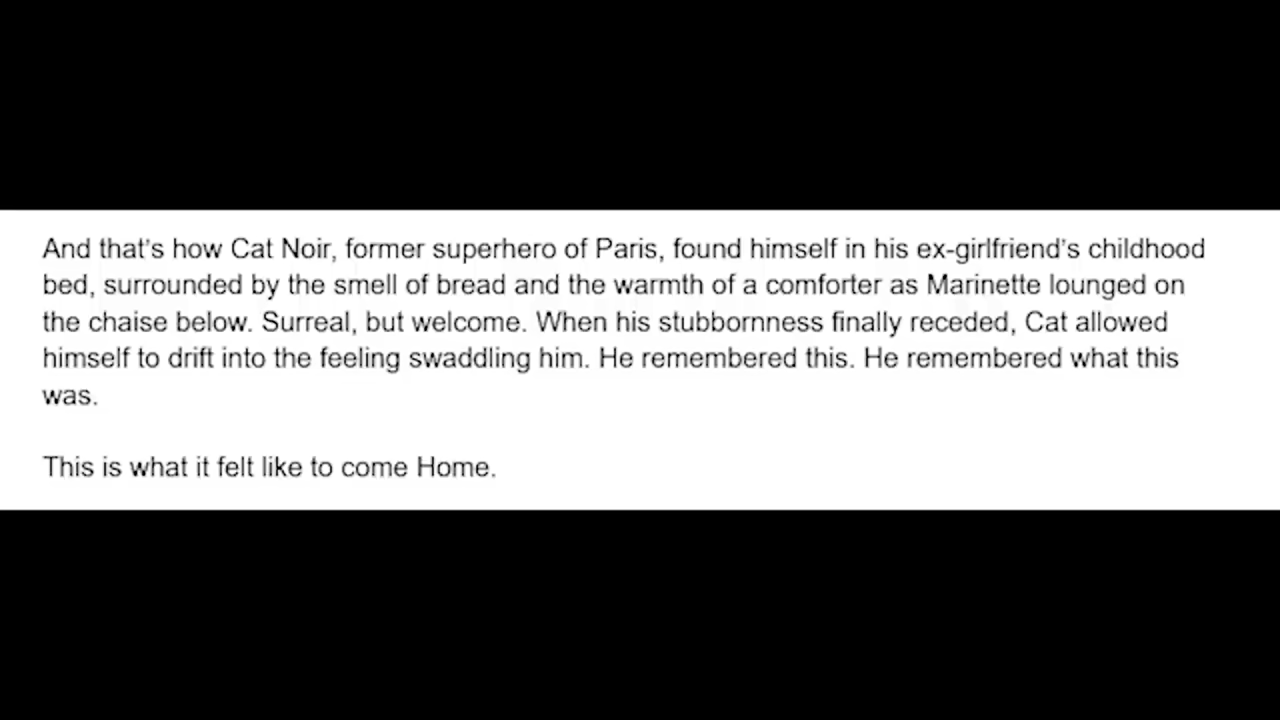 And that's how Cat Noir, former superhero of Paris, found himself in his ex-girlfriend's childhood
bed, surrounded by the smell of bread and the warmth of a comforter as Marinette lounged on
the chaise below. Surreal, but welcome. When his stubbornness finally receded, Cat allowed
himself to drift into the feeling swaddling him. He remembered this. He remembered what this
was.
This is what it felt like to come Home.